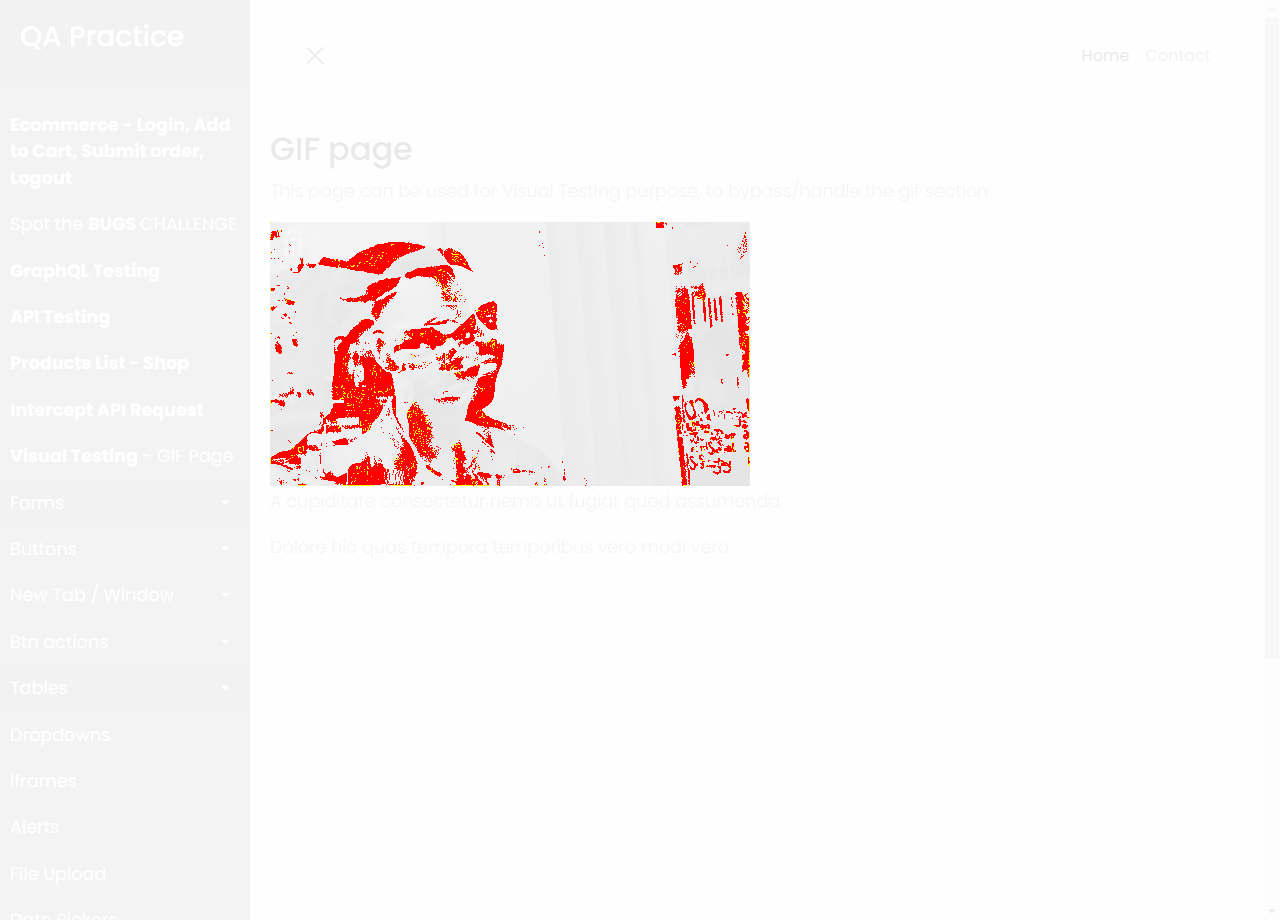 QA Practice
Home Contact
Ecommerce - Login, Add
to Cart, Submit order,
Logout
Spot the BUGS CHALLENGE
GraphQL Testing
API Testing
Products List - Shop
Intercept API Request
Visual Testing - GIF Page
Forms
Buttons
New Tab / Window
Btn actions
Tables
Dropdowns
Iframes
Alerts
File Upload
Date Pickers
GIF page
This page can be used for Visual Testing purpose, to bypass/handle the gif section
A cupiditate consectetur nemo ut fugiat quod assumenda.
Dolore hic quas tempora temporibus vero modi vero.